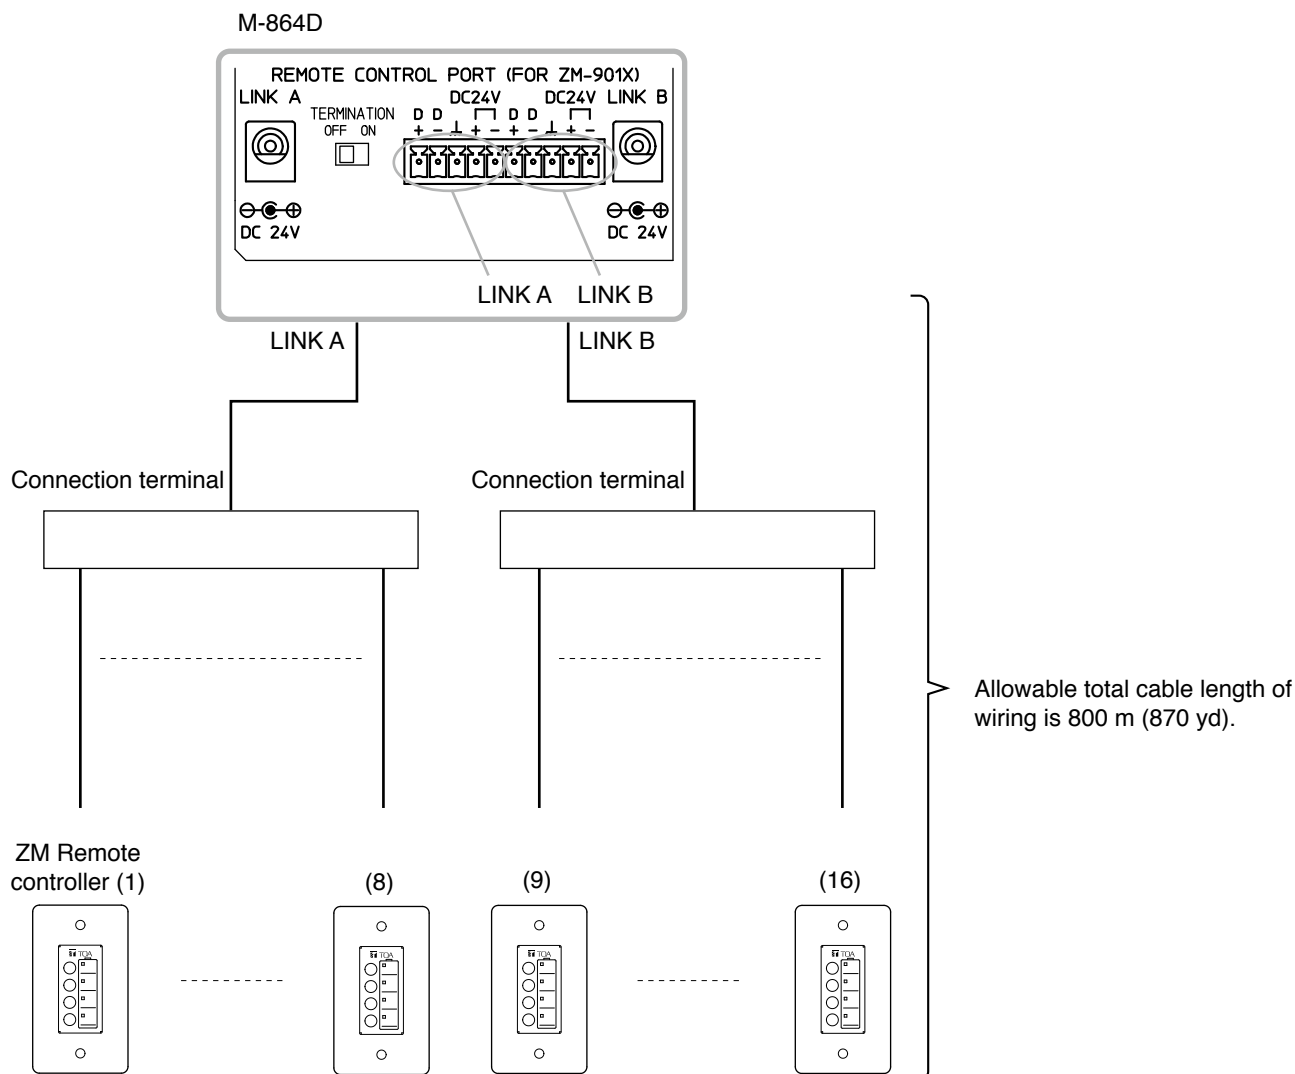 M-864D
REMOTE CONTROL PORT (FOR ZM-901X)
LINK A
DC24V
DC24V
LINK B
TERMINATION
OFF ON
D D
D D
+ - ⊥ + - + - ⊥ + -
DC 24V
DC 24V
LINK A
LINK B
LINK A
LINK B
Connection terminal
Connection terminal
Allowable total cable length of
wiring is 800 m (870 yd).
ZM Remote
controller (1)
(8)
(9)
(16)
TOA
TOA
TOA
TOA